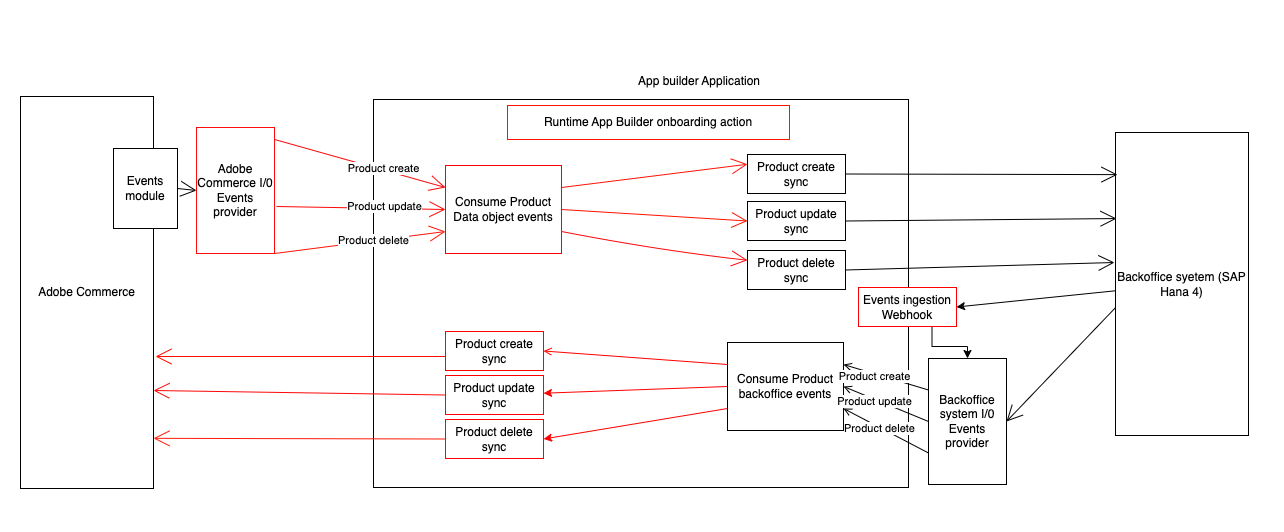 App builder Application
Runtime App Builder onboarding action
Events
module
Adobe
Commerce I/0
Events
provider
Product create
Product update
Product delete
Consume Product
Data object events
Product create
sync
Product update
sync
Product delete
sync
Adobe Commerce
Backoffice syetem (SAP
Hana 4)
Events ingestion
Webhook
Product create
sync
Product update
sync
Product delete
sync
Consume Product
backoffice events
Product create
Product update
Product delete
Backoffice
system I/0
Events
provider